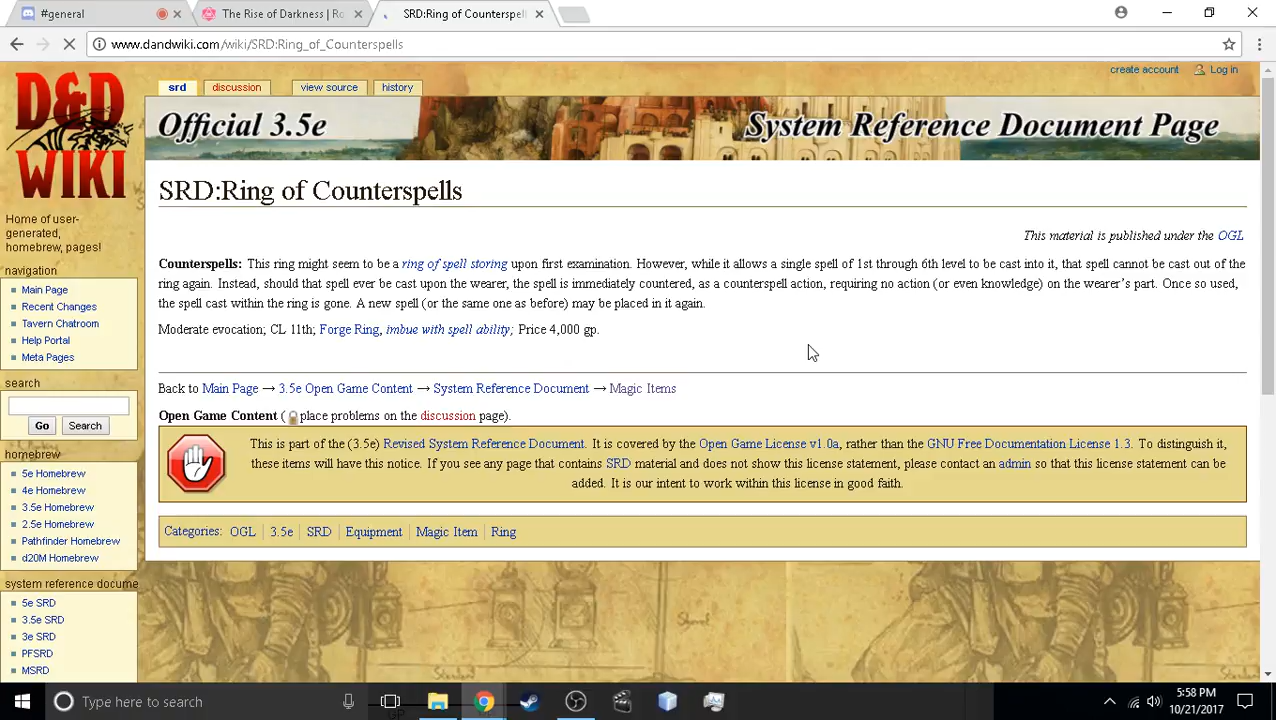 #general
The Rise of Darkness | Ro
SRD:Ring of Counterspell
www.dandwiki.com/wiki/SRD:Ring_of_Counterspells
create account
Log in
srd
discussion
view source
history
D&D
WIKI
Official 3.5e
System Reference Document Page
Home of user-
generated,
homebrew, pages!
navigation
Main Page
Recent Changes
Tavern Chatroom
Help Portal
Meta Pages
search
Go
Search
homebrew
5e Homebrew
4e Homebrew
3.5e Homebrew
2.5e Homebrew
Pathfinder Homebrew
d20M Homebrew
system reference docume
5e SRD
3.5e SRD
3e SRD
PFSRD
MSRD
SRD:Ring of Counterspells
This material is published under the OGL
Counterspells: This ring might seem to be a ring of spell storing upon first examination. However, while it allows a single spell of 1st through 6th level to be cast into it, that spell cannot be cast out of the
ring again. Instead, should that spell ever be cast upon the wearer, the spell is immediately countered, as a counterspell action, requiring no action (or even knowledge) on the wearer's part. Once so used,
the spell cast within the ring is gone. A new spell (or the same one as before) may be placed in it again.
Moderate evocation; CL 11th; Forge Ring, imbue with spell ability; Price 4,000 gp.
Back to Main Page → 3.5e Open Game Content → System Reference Document → Magic Items
Open Game Content ( place problems on the discussion page).
This is part of the (3.5e) Revised System Reference Document. It is covered by the Open Game License v1.0a, rather than the GNU Free Documentation License 1.3. To distinguish it,
these items will have this notice. If you see any page that contains SRD material and does not show this license statement, please contact an admin so that this license statement can be
added. It is our intent to work within this license in good faith.
Categories: OGL | 3.5e | SRD | Equipment | Magic Item | Ring
Type here to search
5:58 PM
10/21/2017